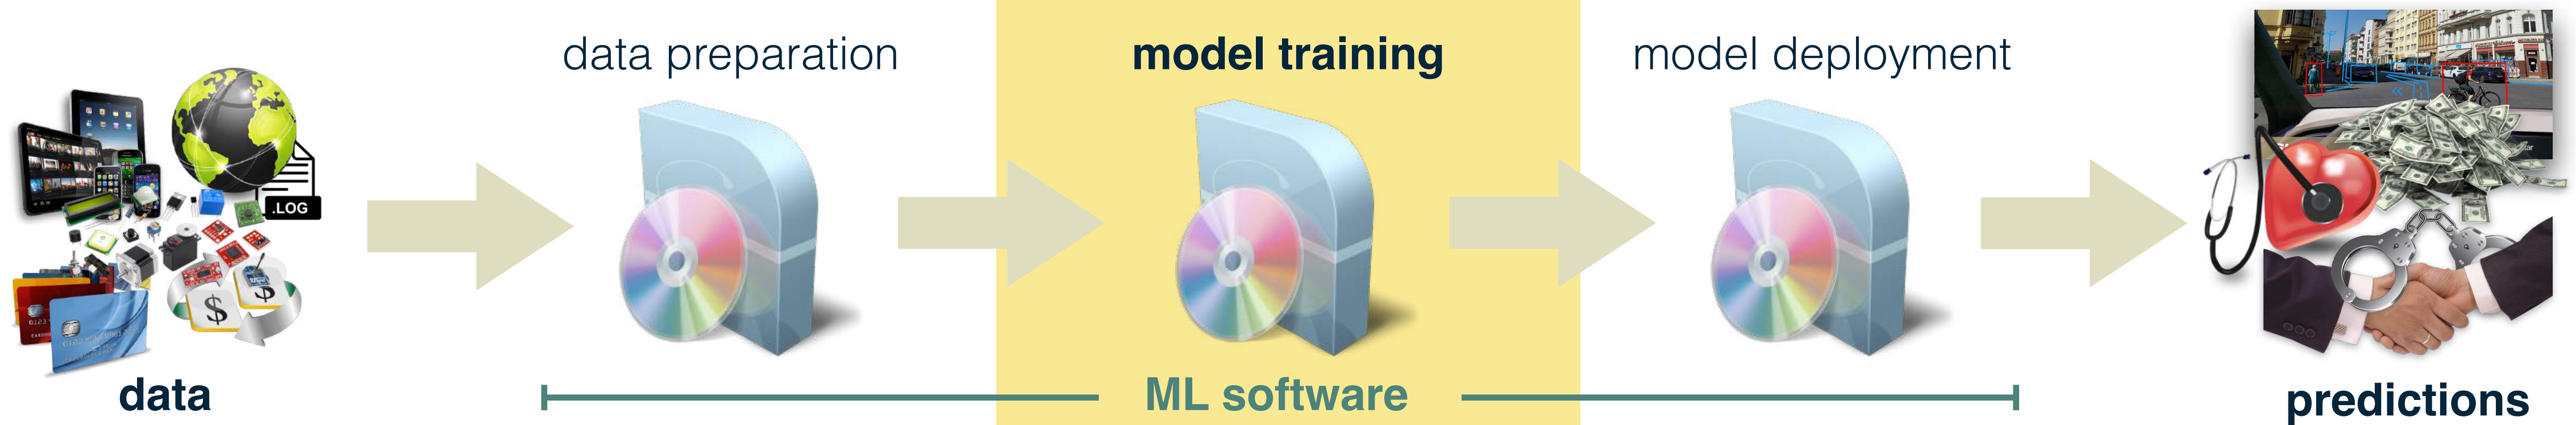 data preparation
model training
model deployment
.LOG
$
$
data
ML software
predictions